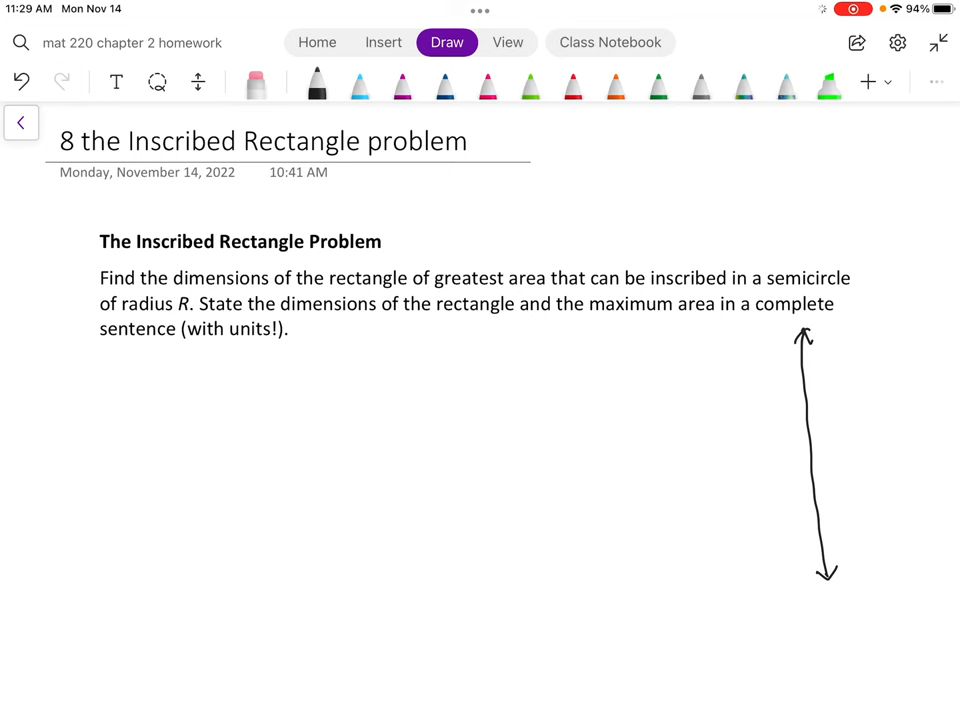 11:29 AM Mon Nov 14
94%
mat 220 chapter 2 homework
Home Insert Draw View Class Notebook
T
8 the Inscribed Rectangle problem
Monday, November 14, 2022 10:41 AM
The Inscribed Rectangle Problem
Find the dimensions of the rectangle of greatest area that can be inscribed in a semicircle
of radius R. State the dimensions of the rectangle and the maximum area in a complete
sentence (with units!).